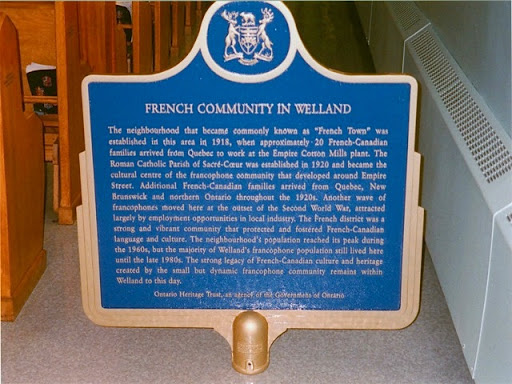 FRENCH COMMUNITY IN WELLAND
The neighbourhood that became commonly known as "French Town" was
established in this area in 1918, when approximately 20 French-Canadian
families arrived from Quebec to work at the Empire Cotton Mills plant. The
Roman Catholic Parish of Sacré-Cœur was established in 1920 and became the
cultural centre of the francophone community that developed around Empire
Street. Additional French-Canadian families arrived from Quebec, New
Brunswick and northern Ontario throughout the 1920s. Another wave of
francophones moved here at the outset of the Second World War, attracted
largely by employment opportunities in local industry. The French district was
a strong and vibrant community that protected and fostered French-Canadian
language and culture. The neighbourhood's population reached its peak during
the 1960s, but the majority of Welland's francophone population still lived here
until the late 1980s. The strong legacy of French-Canadian culture and heritage
created by the small but dynamic francophone community remains within
Welland to this day.
Ontario Heritage Trust, an agency of the Government of Ontario